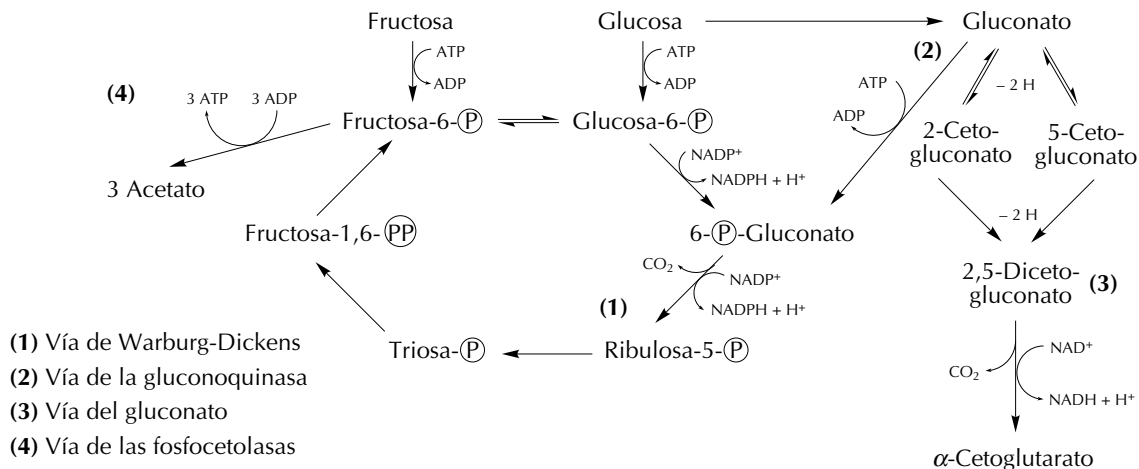 Fructosa
Glucosa
Gluconato
ATP
ADP
ATP
ADP
(2)
(4)
3 ATP
3 ADP
ATP
ADP
– 2 H
Fructosa-6-P
Glucosa-6-P
2-Ceto-
gluconato
5-Ceto-
gluconato
3 Acetato
NADP+
NADPH + H+
– 2 H
Fructosa-1,6-PP
6-P-Gluconato
CO2
NADP+
NADPH + H+
2,5-Diceto-
gluconato
(3)
(1)
Triosa-P
Ribulosa-5-P
CO2
NAD+
NADH + H+
α-Cetoglutarato
(1) Vía de Warburg-Dickens
(2) Vía de la gluconoquinasa
(3) Vía del gluconato
(4) Vía de las fosfocetolasas